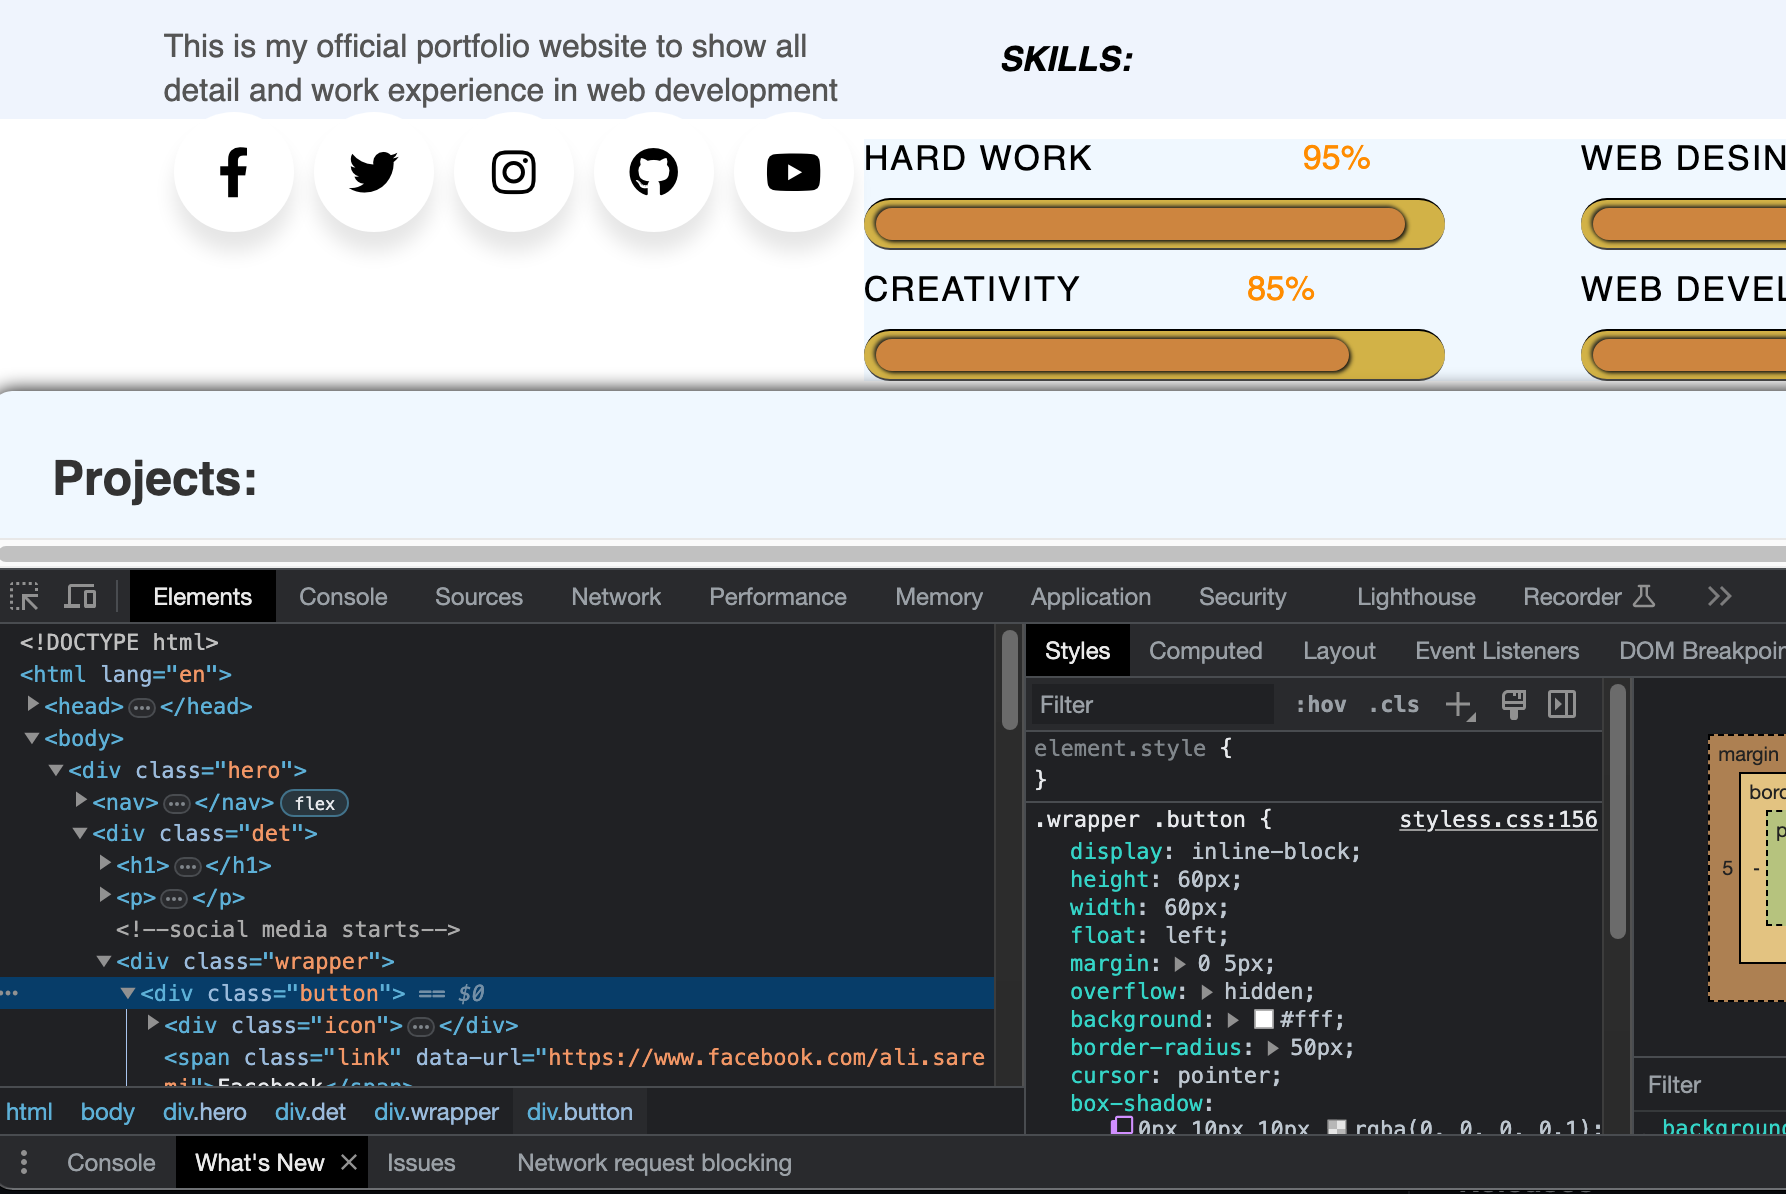 This is my official portfolio website to show all
detail and work experience in web development
SKILLS:
HARD WORK 95% WEB DESIN
CREATIVITY 85% WEB DEVEL
Projects:
Elements Console Sources Network Performance Memory Application Security Lighthouse Recorder
<!DOCTYPE html>
<html lang="en">
<head> ... </head>
<body>
<div class="hero">
<nav> ... </nav> flex
<div class="det">
<h1> ... </h1>
<p> ... </p>
<!--social media starts-->
<div class="wrapper">
<div class="button"> == $0
<div class="icon"> ... </div>
<span class="link" data-url="https://www.facebook.com/ali.sare
mi">Facebook</span>
html body div.hero div.det div.wrapper div.button
Styles Computed Layout Event Listeners DOM Breakpoin
Filter :hov .cls
element.style {
}
.wrapper .button { styless.css:156
display: inline-block;
height: 60px;
width: 60px;
float: left;
margin: 0 5px;
overflow: hidden;
background: #fff;
border-radius: 50px;
cursor: pointer;
box-shadow:
0px 10px 10px rgba(0, 0, 0, 0.1);
margin
bord
p
5 -
Filter
background
Console What's New × Issues Network request blocking